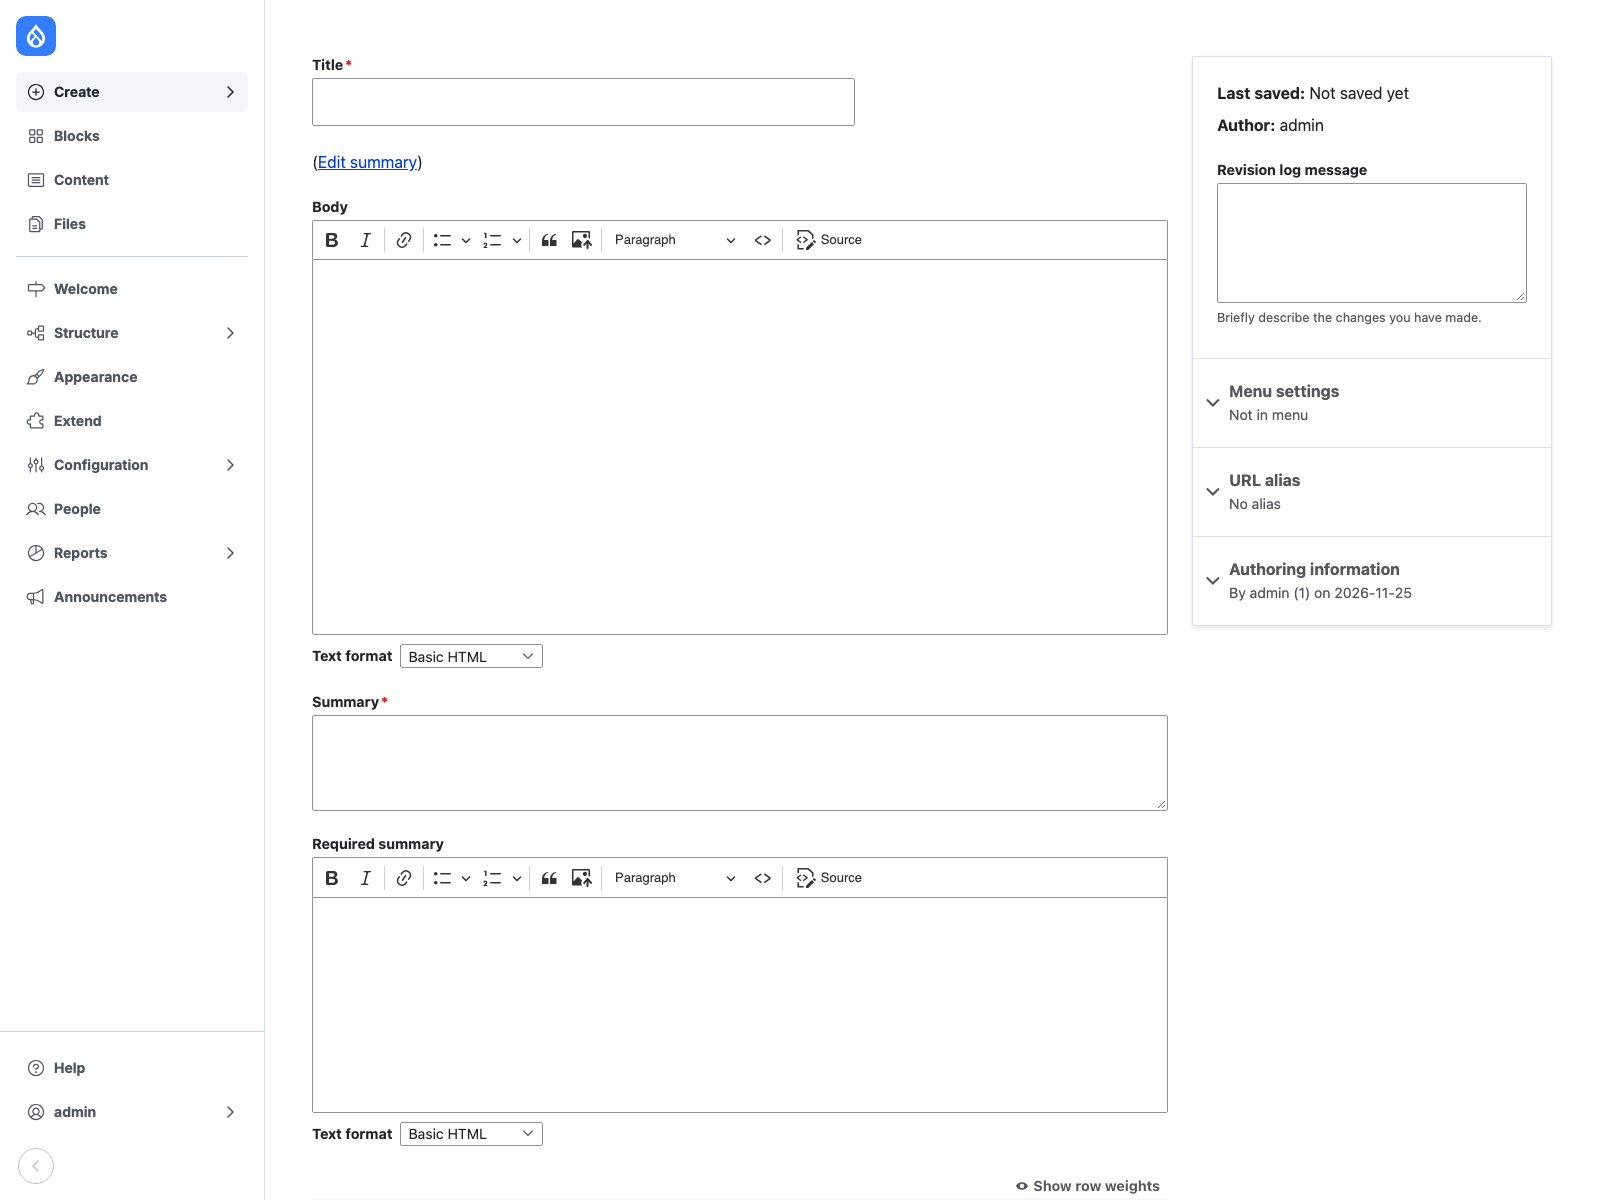 Create
Blocks
Content
Files
Welcome
Structure
Appearance
Extend
Configuration
People
Reports
Announcements
Help
admin
Title*
(Edit summary)
Body
Paragraph
Source
Text format Basic HTML
Summary*
Required summary
Paragraph
Source
Text format Basic HTML
Show row weights
Last saved: Not saved yet
Author: admin
Revision log message
Briefly describe the changes you have made.
Menu settings
Not in menu
URL alias
No alias
Authoring information
By admin (1) on 2026-11-25